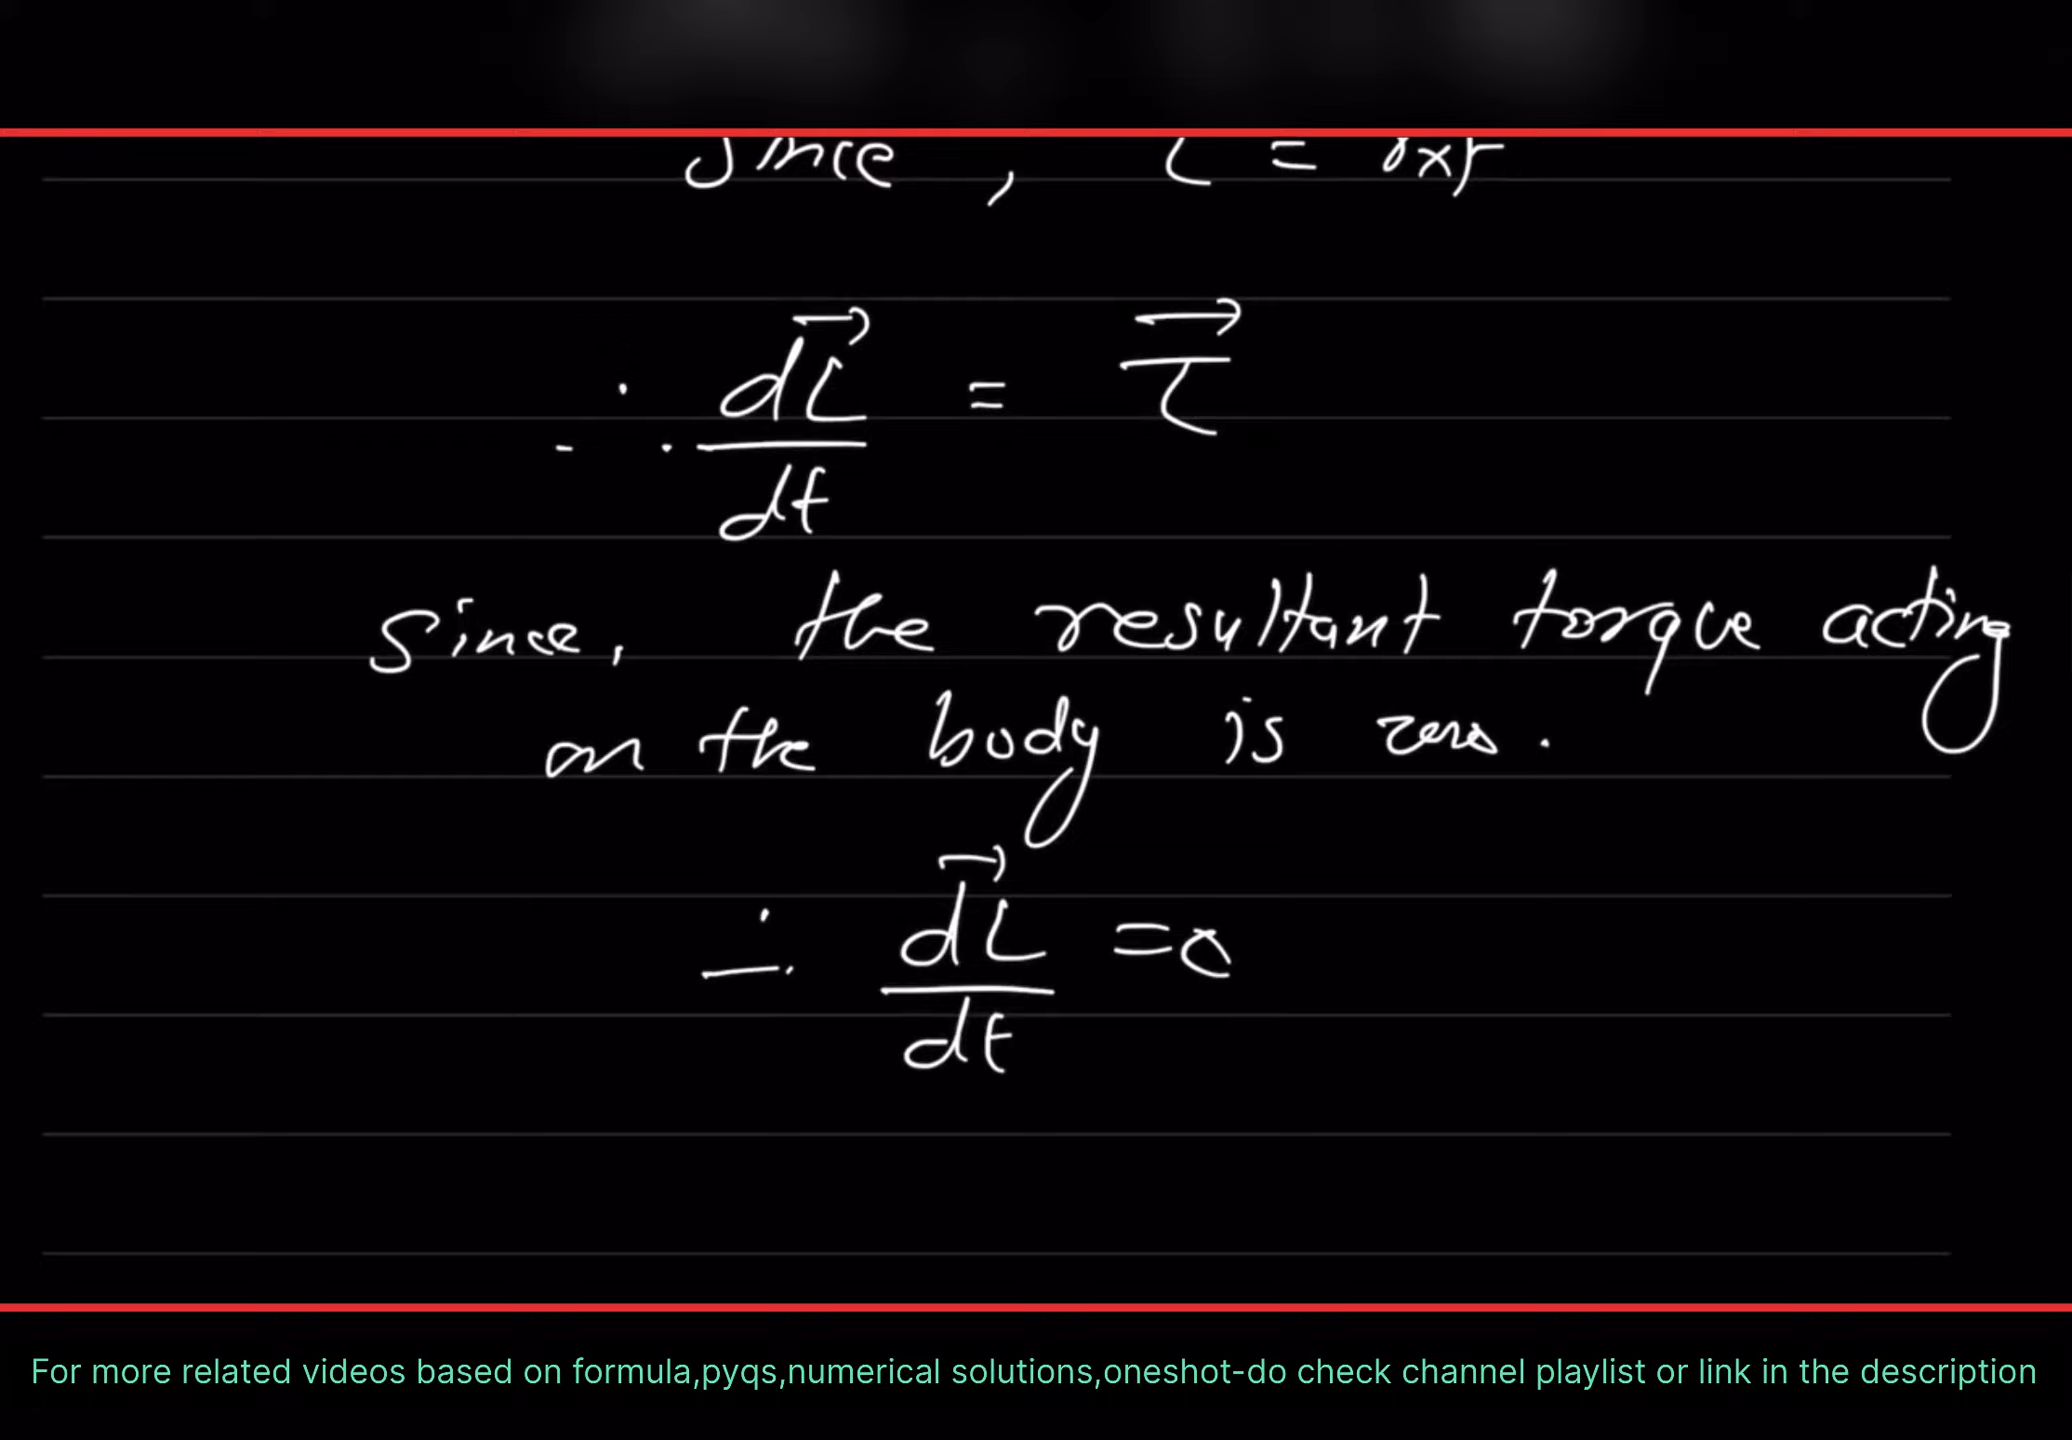 since, τ = r×F
∴ dL⃗/dt = τ⃗
since, the resultant torque acting
on the body is zero.
∴ dL⃗/dt = 0
For more related videos based on formula,pyqs,numerical solutions,oneshot-do check channel playlist or link in the description